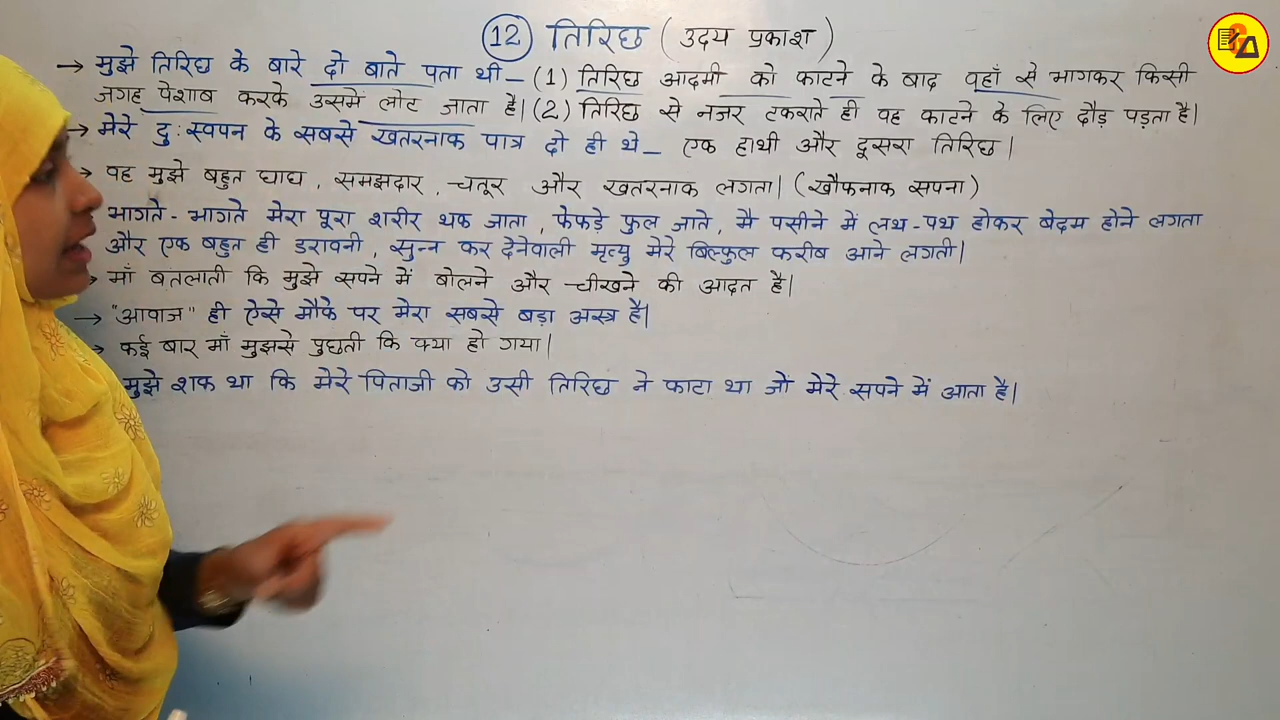 12 तिरिछ (उदय प्रकाश)
→ मुझे तिरिछ के बारे दो बाते पता थी – (1) तिरिछ आदमी को काटने के बाद वहाँ से भागकर किसी
जगह पेशाब करके उसमें लोट जाता है। (2) तिरिछ से नजर टकराते ही वह काटने के लिए दौड़ पड़ता है।
→ मेरे दुःस्वपन के सबसे खतरनाक पात्र दो ही थे – एक हाथी और दूसरा तिरिछ।
→ वह मुझे बहुत घाघ, समझदार, चतूर और खतरनाक लगता। (खौफनाक सपना)
भागते-भागते मेरा पूरा शरीर थक जाता, फेफड़े फुल जाते, मै पसीने में लथ-पथ होकर बेदम होने लगता
और एक बहुत ही डरावनी, सुन्न कर देनेवाली मृत्यु मेरे बिल्कुल करीब आने लगती।
→ माँ बतलाती कि मुझे सपने में बोलने और चीखने की आदत है।
→ "आवाज" ही ऐसे मौके पर मेरा सबसे बड़ा अस्त्र है।
→ कई बार माँ मुझसे पुछती कि क्या हो गया।
मुझे शक था कि मेरे पिताजी को उसी तिरिछ ने काटा था जो मेरे सपने में आता है।